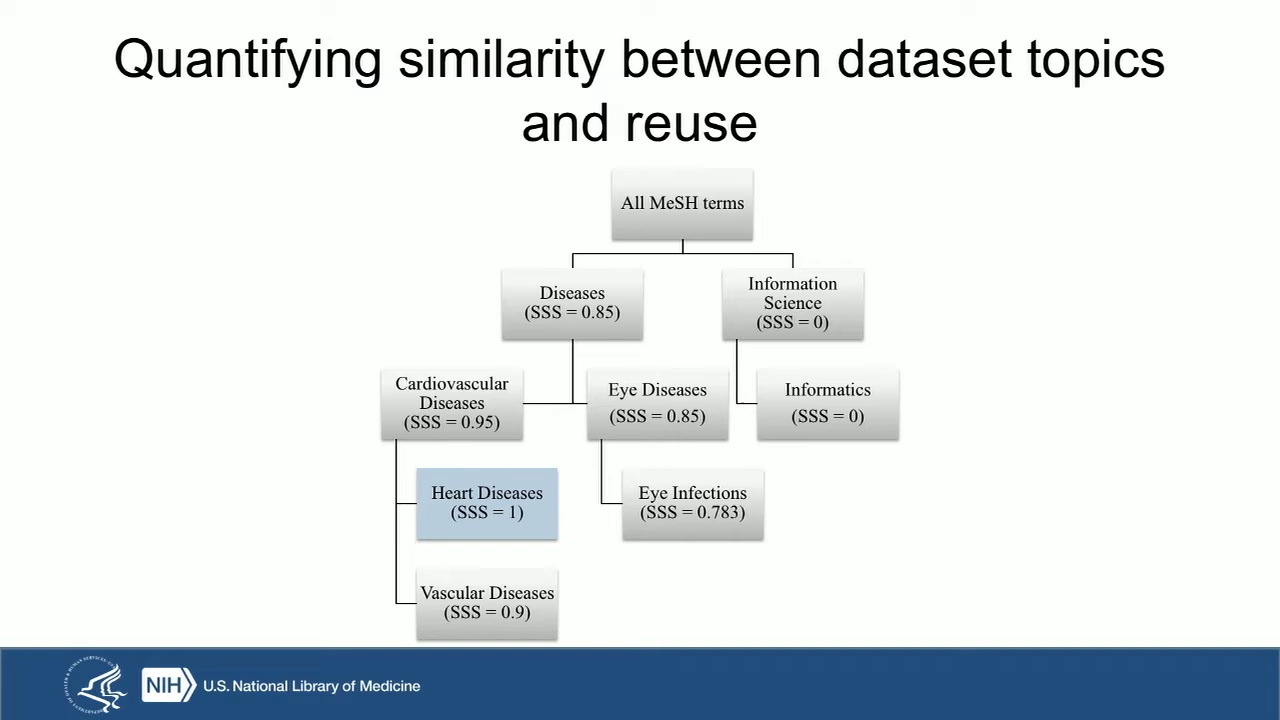 Quantifying similarity between dataset topics
and reuse
All MeSH terms
Diseases
(SSS = 0.85)
Information
Science
(SSS = 0)
Cardiovascular
Diseases
(SSS = 0.95)
Eye Diseases
(SSS = 0.85)
Informatics
(SSS = 0)
Heart Diseases
(SSS = 1)
Eye Infections
(SSS = 0.783)
Vascular Diseases
(SSS = 0.9)
NIH
U.S. National Library of Medicine